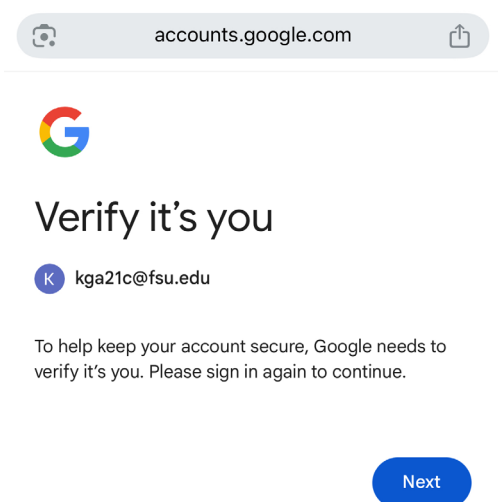 accounts.google.com
G
Verify it’s you
K kga21c@fsu.edu
To help keep your account secure, Google needs to
verify it’s you. Please sign in again to continue.
Next